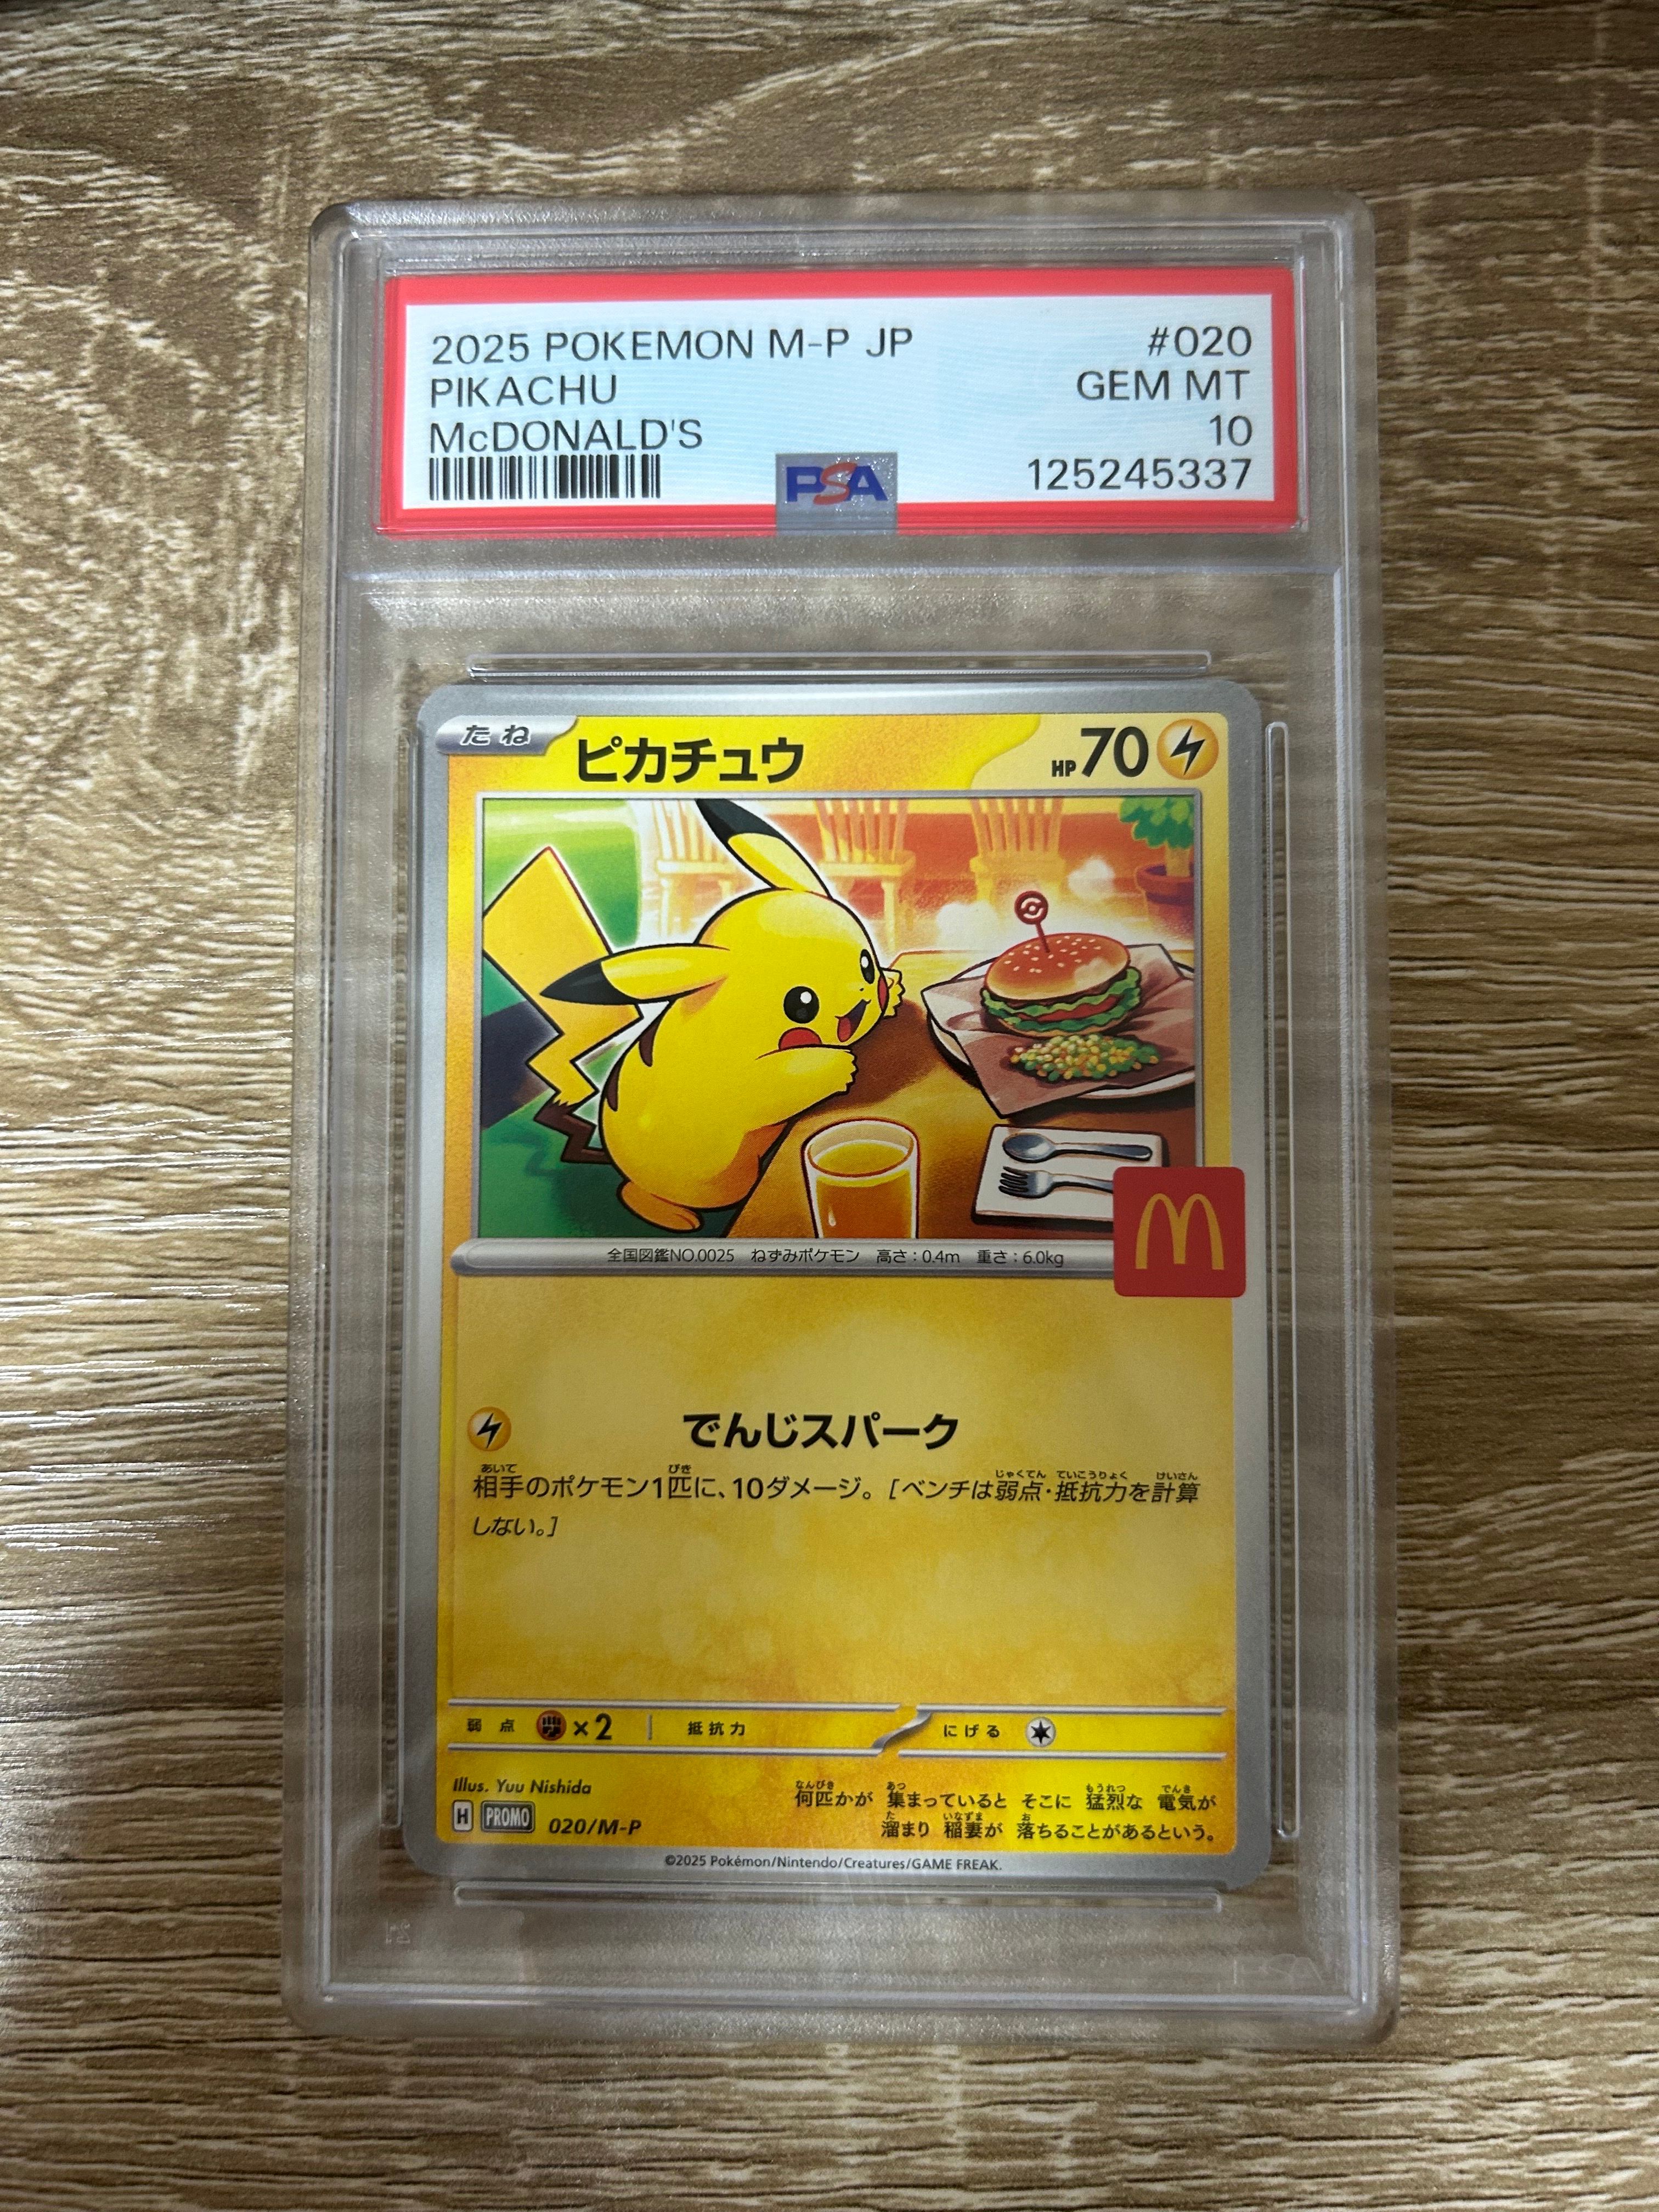 2025 POKEMON M-P JP #020
PIKACHU GEM MT
McDONALD'S 10
PSA 125245337
たね ピカチュウ HP70
全国図鑑NO.0025 ねずみポケモン 高さ：0.4m 重さ：6.0kg
でんじスパーク
相手のポケモン1匹に、10ダメージ。[ベンチは弱点・抵抗力を計算
しない。]
弱点 ×2 抵抗力 にげる
Illus. Yuu Nishida
H PROMO 020/M-P
何匹かが 集まっていると そこに 猛烈な 電気が
溜まり 稲妻が 落ちることがあるという。
©2025 Pokémon/Nintendo/Creatures/GAME FREAK.
PSA